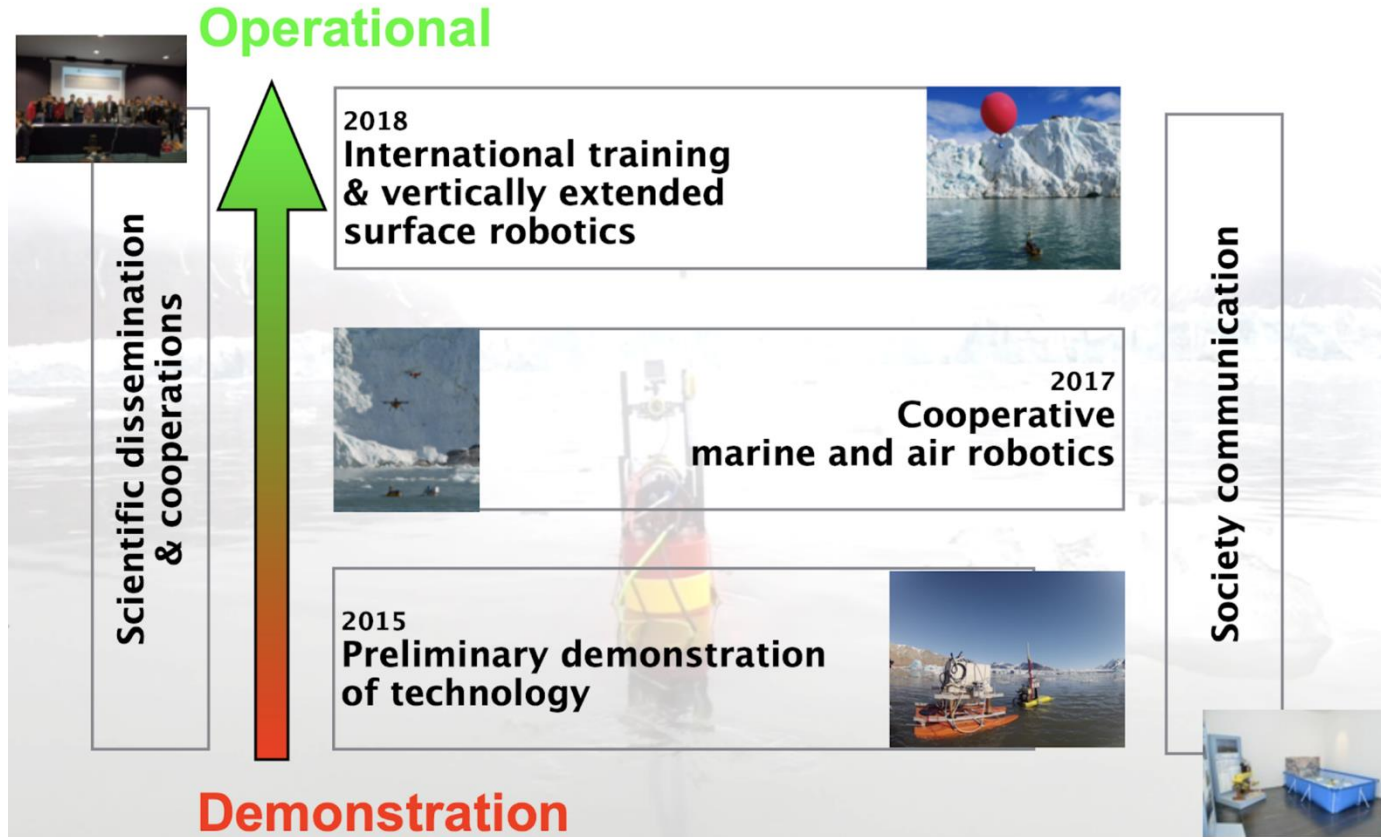 Operational
Scientific dissemination
& cooperations
2018
International training
& vertically extended
surface robotics
2017
Cooperative
marine and air robotics
2015
Preliminary demonstration
of technology
Society communication
Demonstration